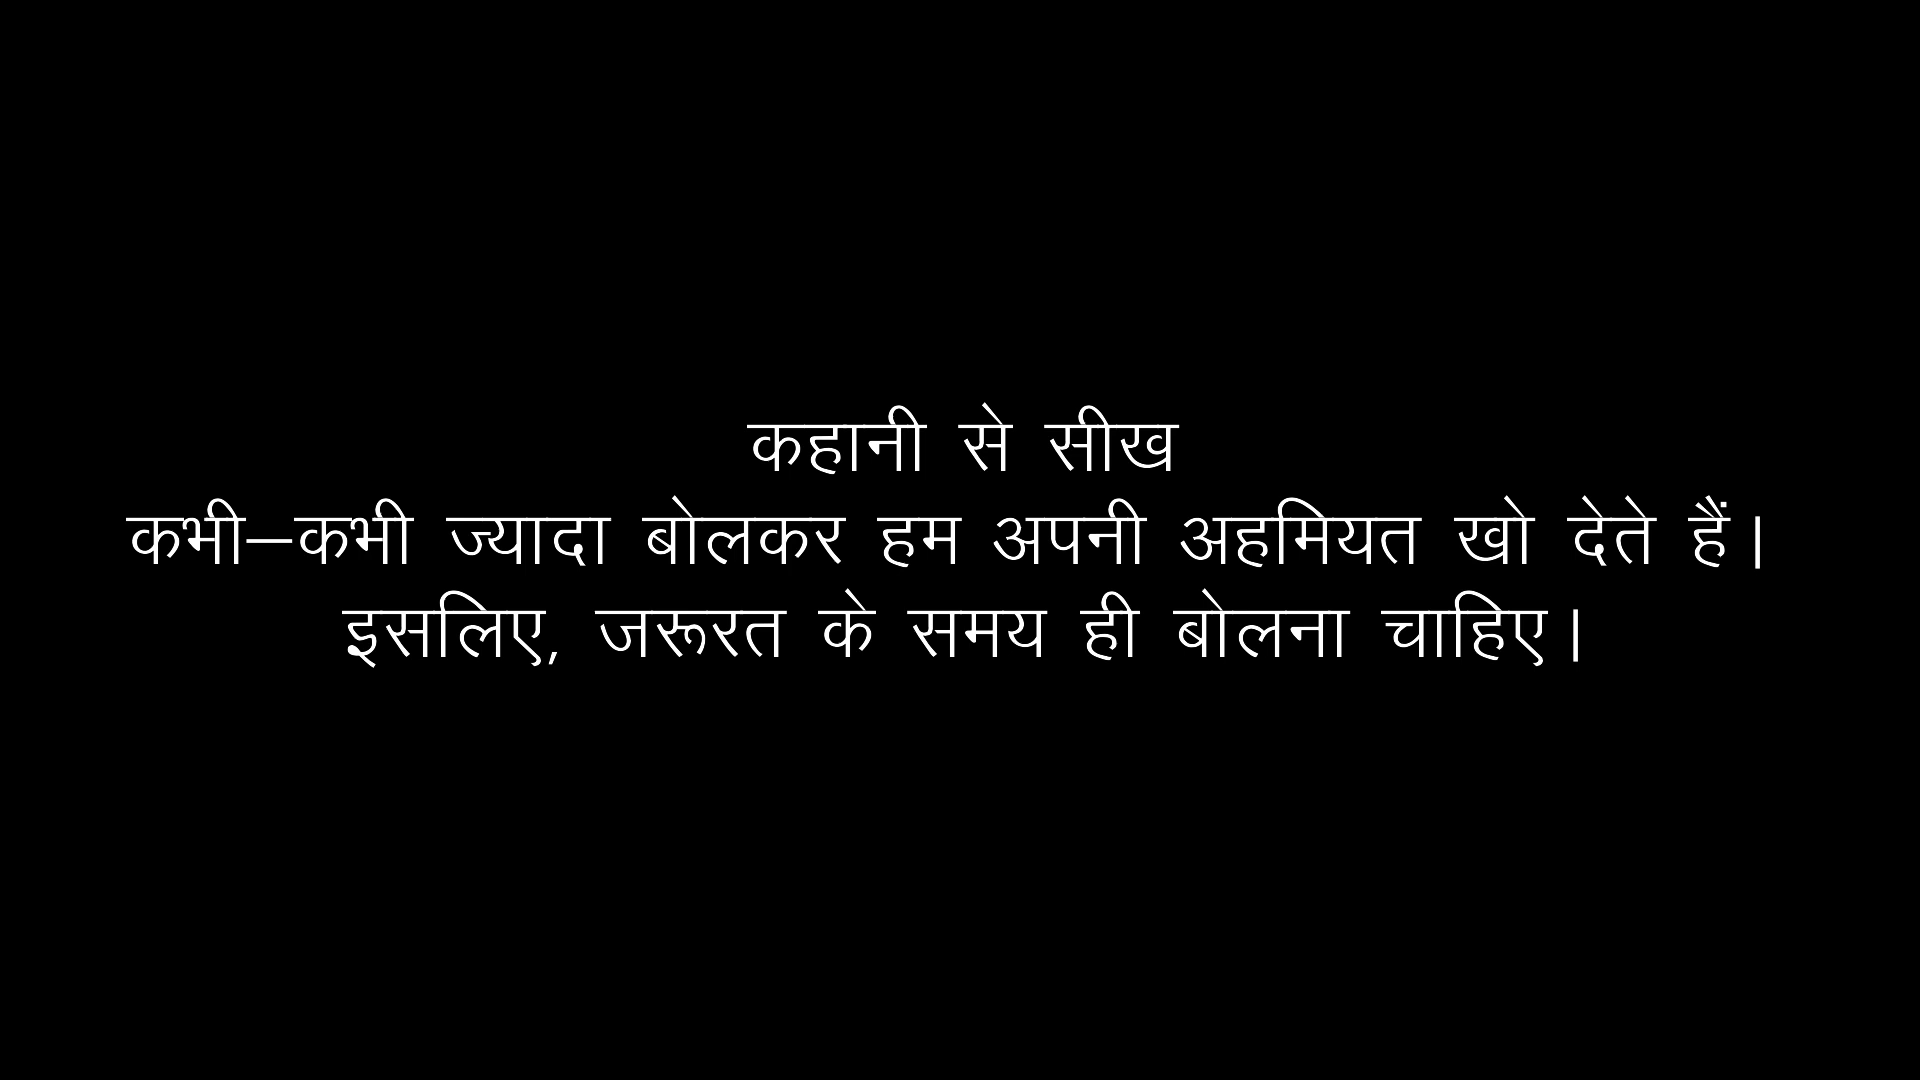 कहानी से सीख
कभी–कभी ज्यादा बोलकर हम अपनी अहमियत खो देते हैं।
इसलिए, जरूरत के समय ही बोलना चाहिए।